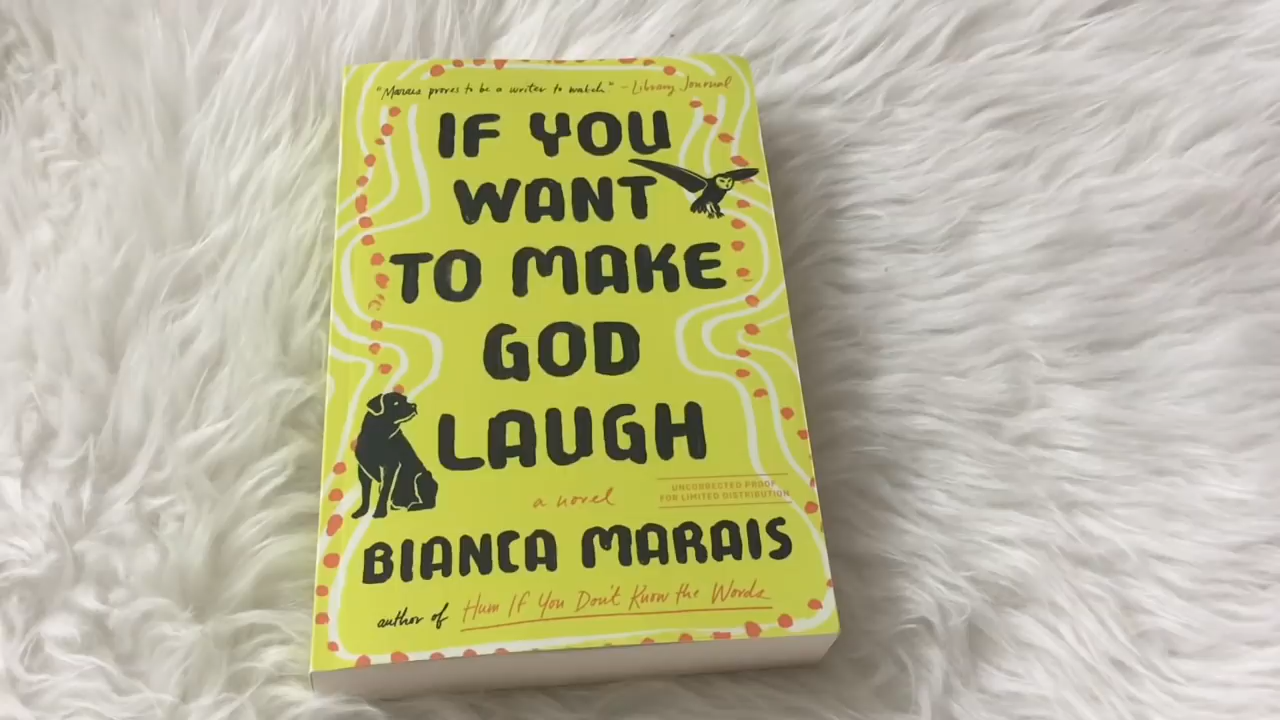 "Marais proves to be a writer to watch." – Library Journal
IF YOU
WANT
TO MAKE
GOD
LAUGH
a novel
UNCORRECTED PROOF
FOR LIMITED DISTRIBUTION
BIANCA MARAIS
author of Hum If You Don't Know the Words